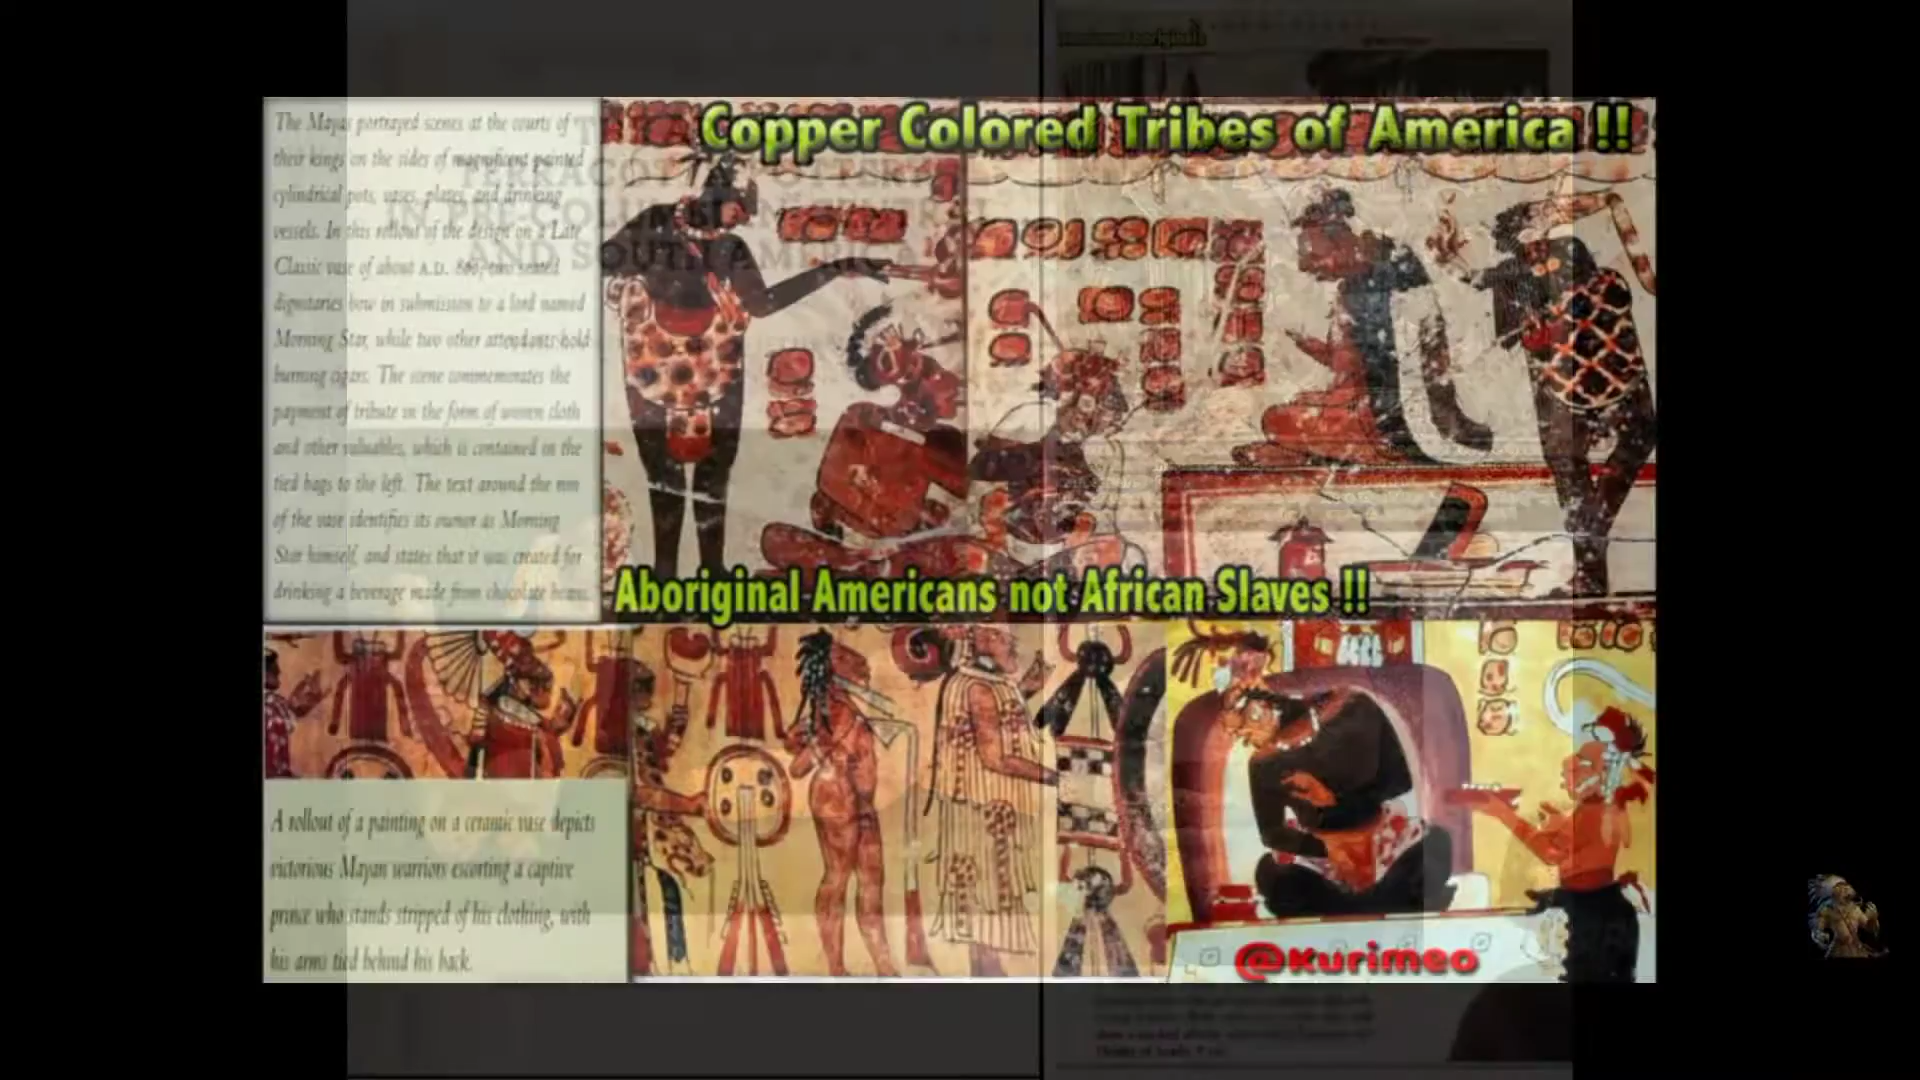 Copper Colored Tribes of America !!
The Mayas portrayed scenes at the courts of
their kings on the sides of magnificent painted
cylindrical pots, vases, plates, and drinking
vessels. In this rollout of the design on a Late
Classic vase of about A.D. 800, two seated
dignitaries bow in submission to a lord named
Morning Star, while two other attendants hold
burning cigars. The scene commemorates the
payment of tribute in the form of woven cloth
and other valuables, which is contained in the
tied bags to the left. The text around the rim
of the vase identifies its owner as Morning
Star himself, and states that it was created for
drinking a beverage made from chocolate beans.
TERRACOTTA
IN PRE-COLUMBIAN
AND SOUTH AMERICA
Aboriginal Americans not African Slaves !!
A rollout of a painting on a ceramic vase depicts
victorious Mayan warriors escorting a captive
prince who stands stripped of his clothing, with
his arms tied behind his back.
@Kurimeo